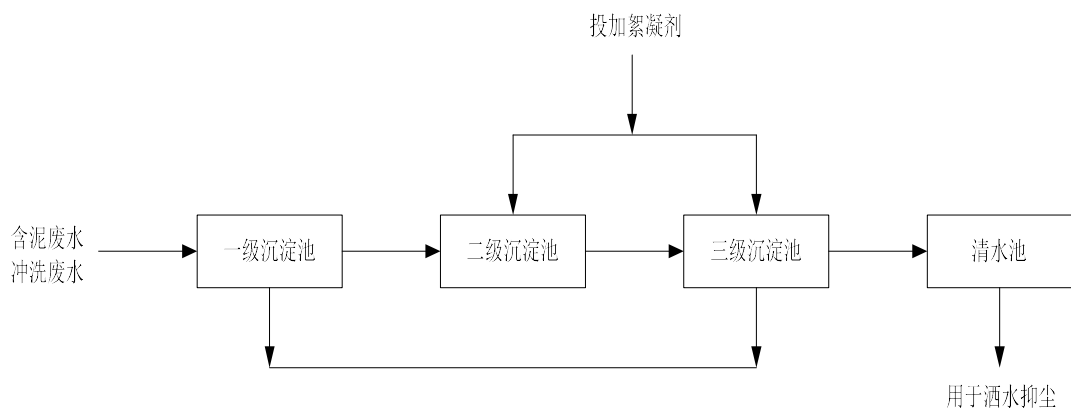 投加絮凝剂
含泥废水
冲洗废水
一级沉淀池
二级沉淀池
三级沉淀池
清水池
用于洒水抑尘